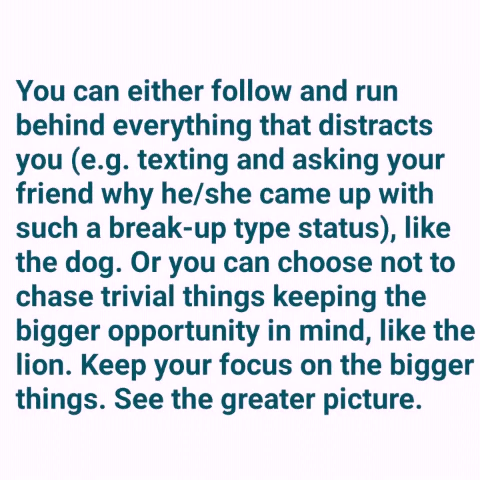 You can either follow and run
behind everything that distracts
you (e.g. texting and asking your
friend why he/she came up with
such a break-up type status), like
the dog. Or you can choose not to
chase trivial things keeping the
bigger opportunity in mind, like the
lion. Keep your focus on the bigger
things. See the greater picture.